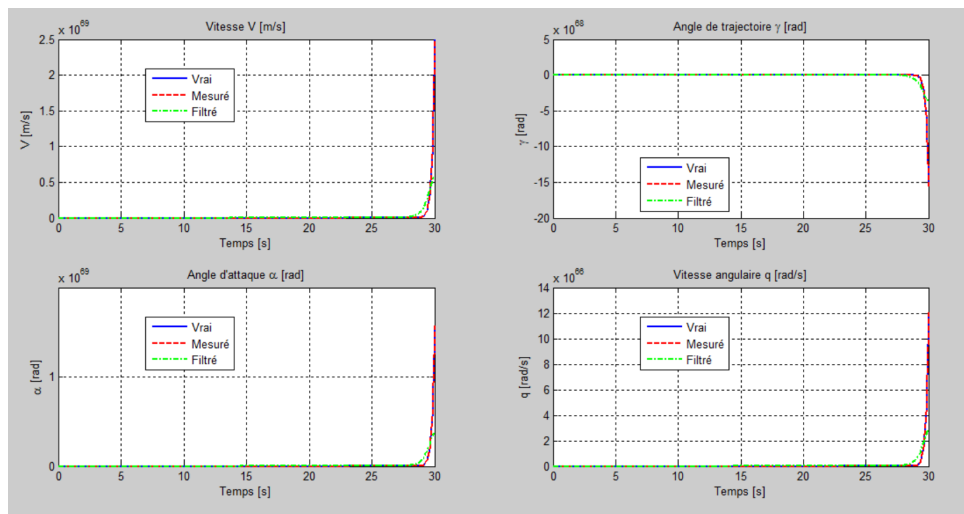 Vitesse V [m/s]
x 10^69
2.5
2
1.5
1
0.5
0
V [m/s]
Vrai
Mesuré
Filtré
0 5 10 15 20 25 30
Temps [s]
Angle de trajectoire γ [rad]
x 10^68
5
0
-5
-10
-15
-20
γ [rad]
Vrai
Mesuré
Filtré
0 5 10 15 20 25 30
Temps [s]
Angle d'attaque α [rad]
x 10^69
1
0
α [rad]
Vrai
Mesuré
Filtré
0 5 10 15 20 25 30
Temps [s]
Vitesse angulaire q [rad/s]
x 10^66
14
12
10
8
6
4
2
0
q [rad/s]
Vrai
Mesuré
Filtré
0 5 10 15 20 25 30
Temps [s]